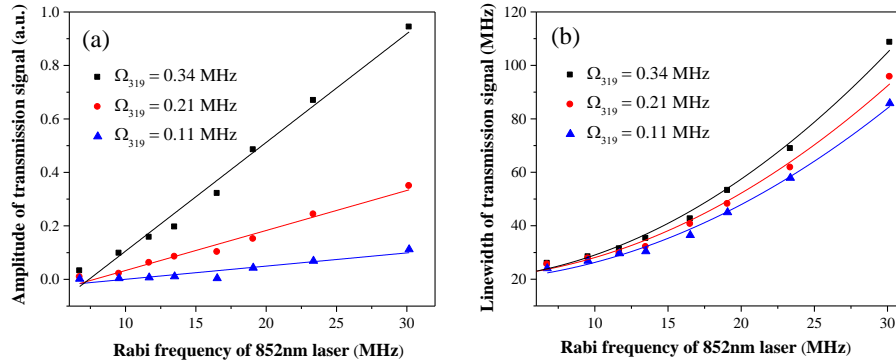 (a)
Ω319 = 0.34 MHz
Ω319 = 0.21 MHz
Ω319 = 0.11 MHz
Amplitude of transmission signal (a.u.)
1.0
0.8
0.6
0.4
0.2
0.0
10 15 20 25 30
Rabi frequency of 852nm laser (MHz)
(b)
Ω319 = 0.34 MHz
Ω319 = 0.21 MHz
Ω319 = 0.11 MHz
Linewidth of transmission signal (MHz)
120
100
80
60
40
20
10 15 20 25 30
Rabi frequency of 852nm laser (MHz)